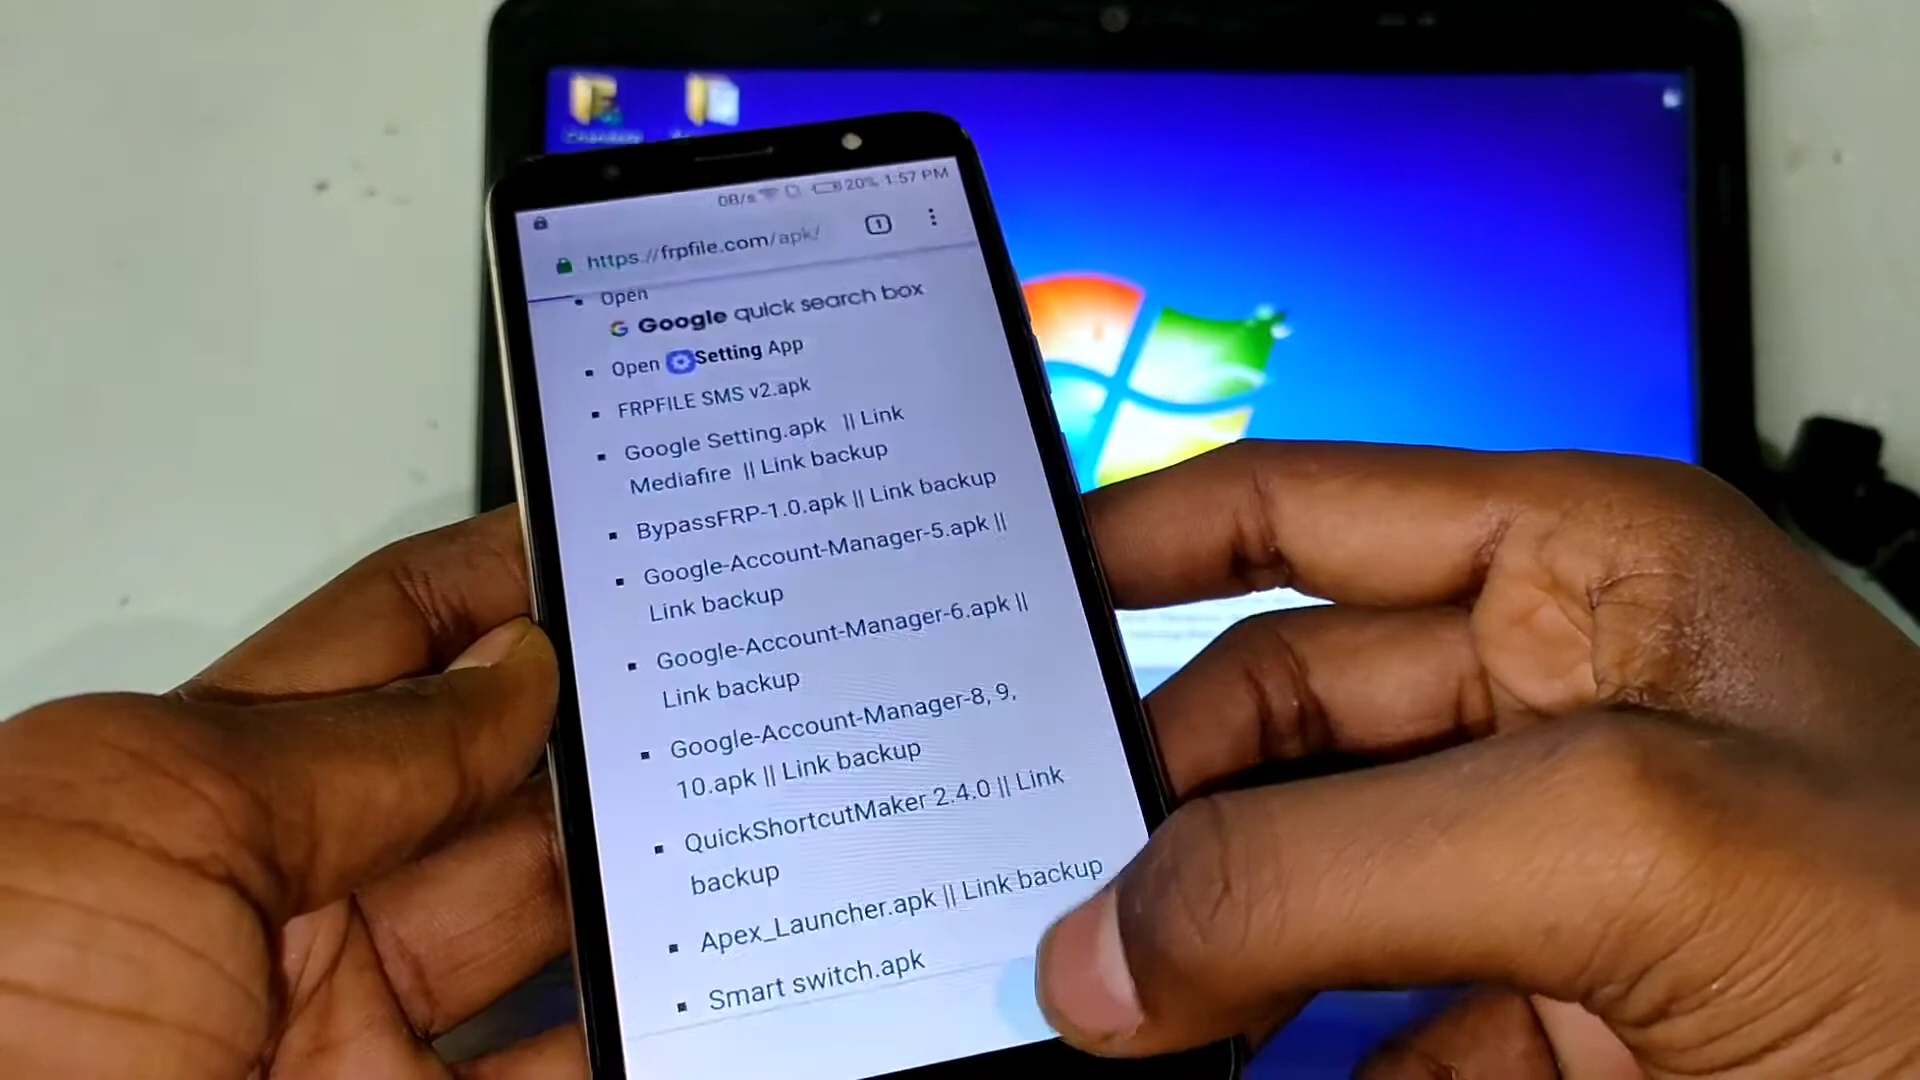 0B/s 20% 1:57 PM
https://frpfile.com/apk/ 1
Open
Google quick search box
Open Setting App
FRPFILE SMS v2.apk
Google Setting.apk || Link
Mediafire || Link backup
BypassFRP-1.0.apk || Link backup
Google-Account-Manager-5.apk ||
Link backup
Google-Account-Manager-6.apk ||
Link backup
Google-Account-Manager-8, 9,
10.apk || Link backup
QuickShortcutMaker 2.4.0 || Link
backup
Apex_Launcher.apk || Link backup
Smart switch.apk